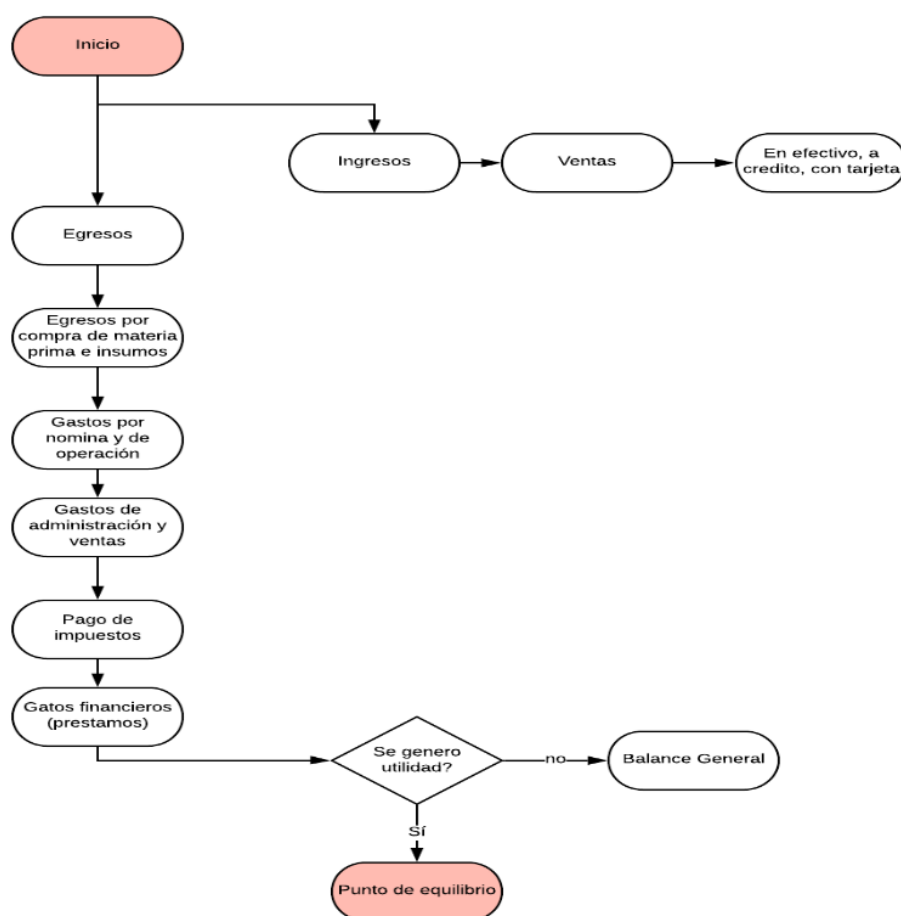 Inicio
Ingresos
Ventas
En efectivo, a
credito, con tarjeta
Egresos
Egresos por
compra de materia
prima e insumos
Gastos por
nomina y de
operación
Gastos de
administración y
ventas
Pago de
impuestos
Gatos financieros
(prestamos)
Se genero
utilidad?
no
Balance General
Sí
Punto de equilibrio